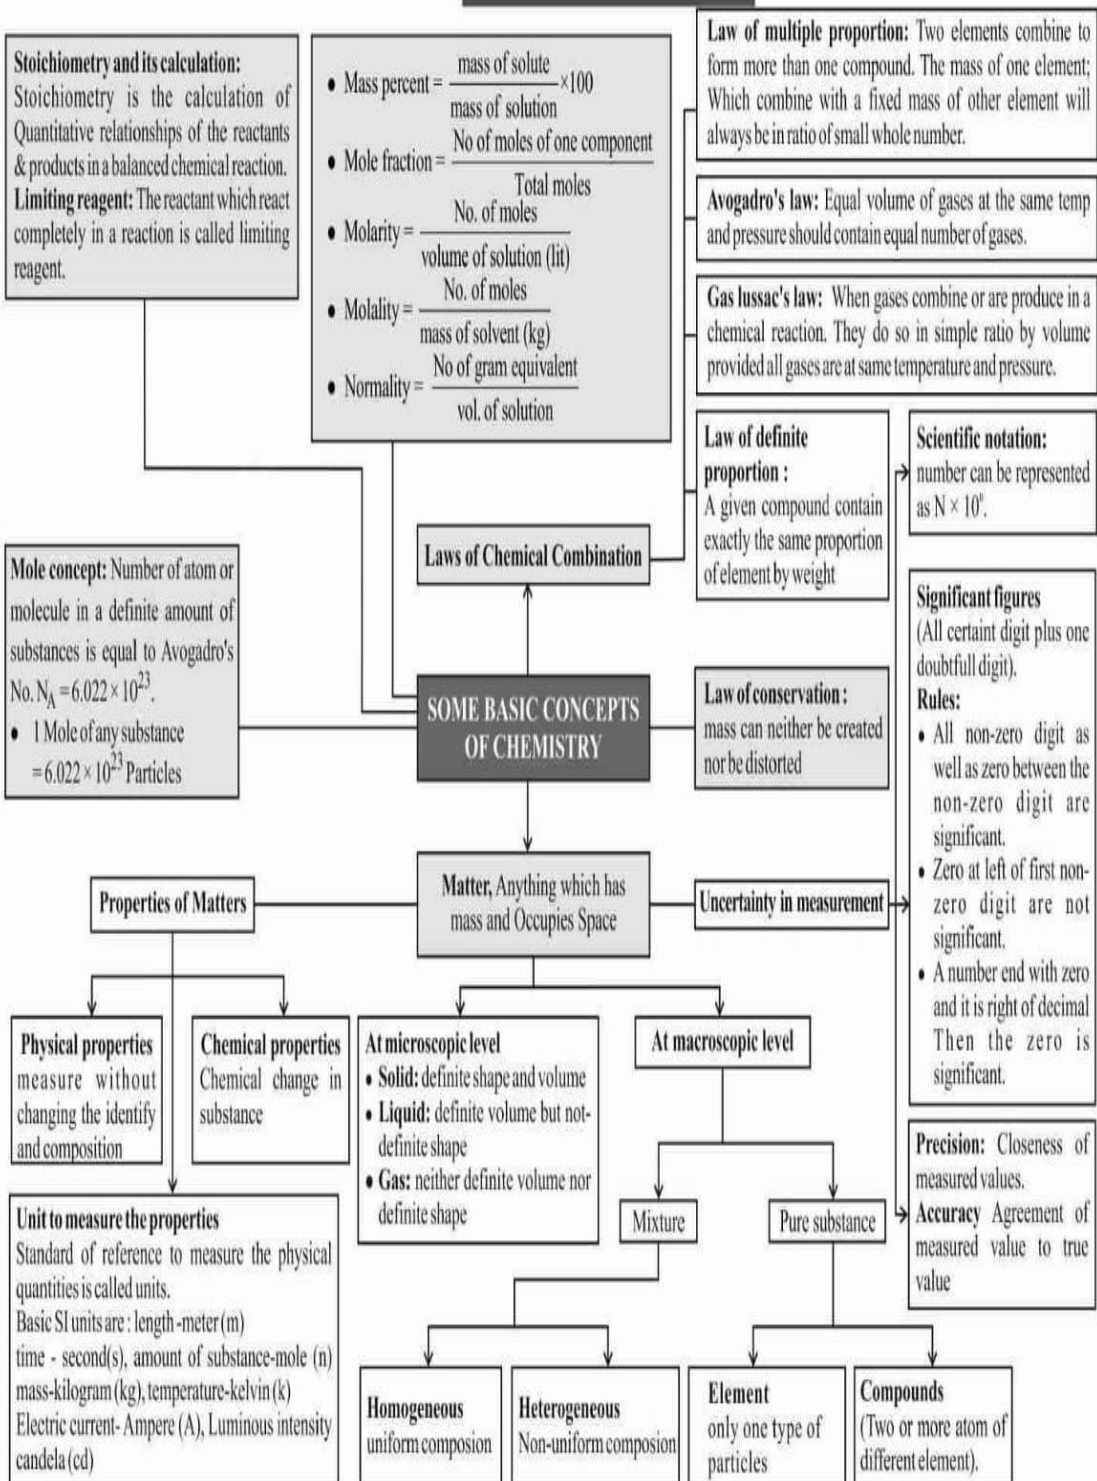 Stoichiometry and its calculation:
Stoichiometry is the calculation of
Quantitative relationships of the reactants
& products in a balanced chemical reaction.
Limiting reagent: The reactant which react
completely in a reaction is called limiting
reagent.
• Mass percent = mass of solute / mass of solution ×100
• Mole fraction = No of moles of one component / Total moles
• Molarity = No. of moles / volume of solution (lit)
• Molality = No. of moles / mass of solvent (kg)
• Normality = No of gram equivalent / vol. of solution
Law of multiple proportion: Two elements combine to
form more than one compound. The mass of one element;
Which combine with a fixed mass of other element will
always be in ratio of small whole number.
Avogadro's law: Equal volume of gases at the same temp
and pressure should contain equal number of gases.
Gas lussac's law: When gases combine or are produce in a
chemical reaction. They do so in simple ratio by volume
provided all gases are at same temperature and pressure.
Law of definite
proportion :
A given compound contain
exactly the same proportion
of element by weight
Scientific notation:
number can be represented
as N × 10ⁿ.
Laws of Chemical Combination
Mole concept: Number of atom or
molecule in a definite amount of
substances is equal to Avogadro's
No. N_A = 6.022 × 10²³.
• 1 Mole of any substance
= 6.022 × 10²³ Particles
SOME BASIC CONCEPTS
OF CHEMISTRY
Law of conservation :
mass can neither be created
nor be distorted
Significant figures
(All certaint digit plus one
doubtfull digit).
Rules:
• All non-zero digit as
well as zero between the
non-zero digit are
significant.
• Zero at left of first non-
zero digit are not
significant.
• A number end with zero
and it is right of decimal
Then the zero is
significant.
Properties of Matters
Matter, Anything which has
mass and Occupies Space
Uncertainty in measurement
Physical properties
measure without
changing the identify
and composition
Chemical properties
Chemical change in
substance
At microscopic level
• Solid: definite shape and volume
• Liquid: definite volume but not-
definite shape
• Gas: neither definite volume nor
definite shape
At macroscopic level
Precision: Closeness of
measured values.
Accuracy Agreement of
measured value to true
value
Mixture
Pure substance
Unit to measure the properties
Standard of reference to measure the physical
quantities is called units.
Basic SI units are : length -meter (m)
time - second(s), amount of substance-mole (n)
mass-kilogram (kg), temperature-kelvin (k)
Electric current- Ampere (A), Luminous intensity
candela (cd)
Homogeneous
uniform composion
Heterogeneous
Non-uniform composion
Element
only one type of
particles
Compounds
(Two or more atom of
different element).